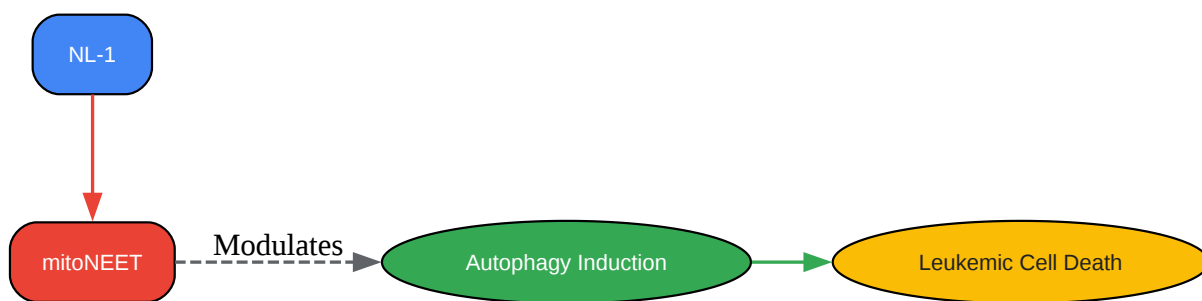 NL-1
mitoNEET
Modulates
Autophagy Induction
Leukemic Cell Death